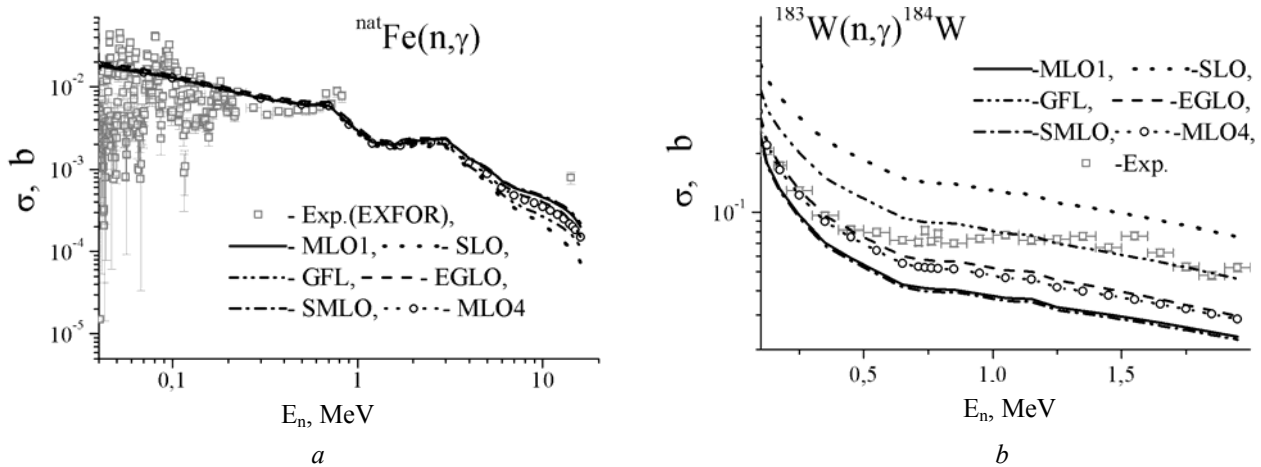 natFe(n,γ)
10-2
10-3
10-4
10-5
σ, b
- Exp.(EXFOR),
- MLO1, - SLO,
- GFL, - EGLO,
- SMLO, - MLO4
0,1 1 10
En, MeV
a
183W(n,γ)184W
-MLO1, -SLO,
-GFL, -EGLO,
-SMLO, -MLO4,
-Exp.
10-1
σ, b
0,5 1.0 1,5
En, MeV
b